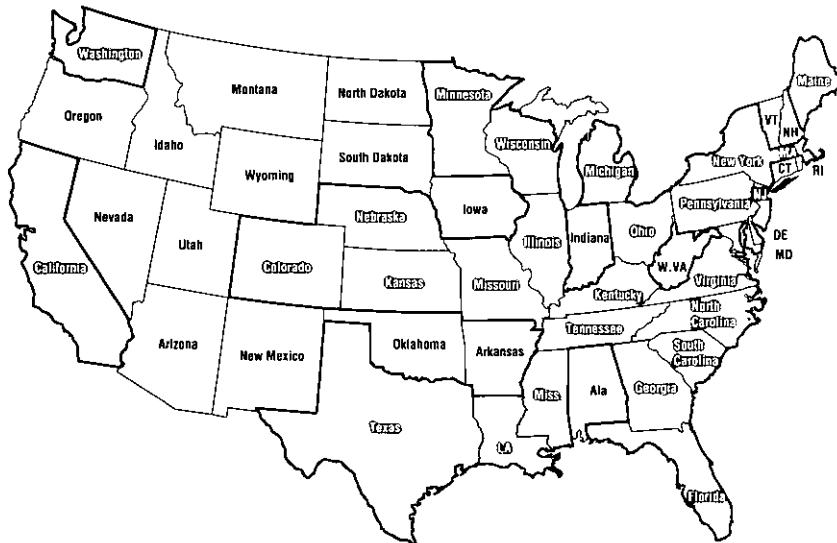 Washington
Montana
North Dakota
Minnesota
Maine
Oregon
Idaho
VT
NH
Wisconsin
South Dakota
New York
MA
Michigan
CT
RI
Wyoming
Nevada
Nebraska
Iowa
Pennsylvania
NJ
Utah
Illinois
Indiana
Ohio
DE
MD
California
Colorado
Kansas
Missouri
W.VA
Virginia
Kentucky
North
Carolina
Tennessee
Arizona
New Mexico
Oklahoma
Arkansas
South
Carolina
Miss.
Ala
Georgia
Texas
LA
Florida